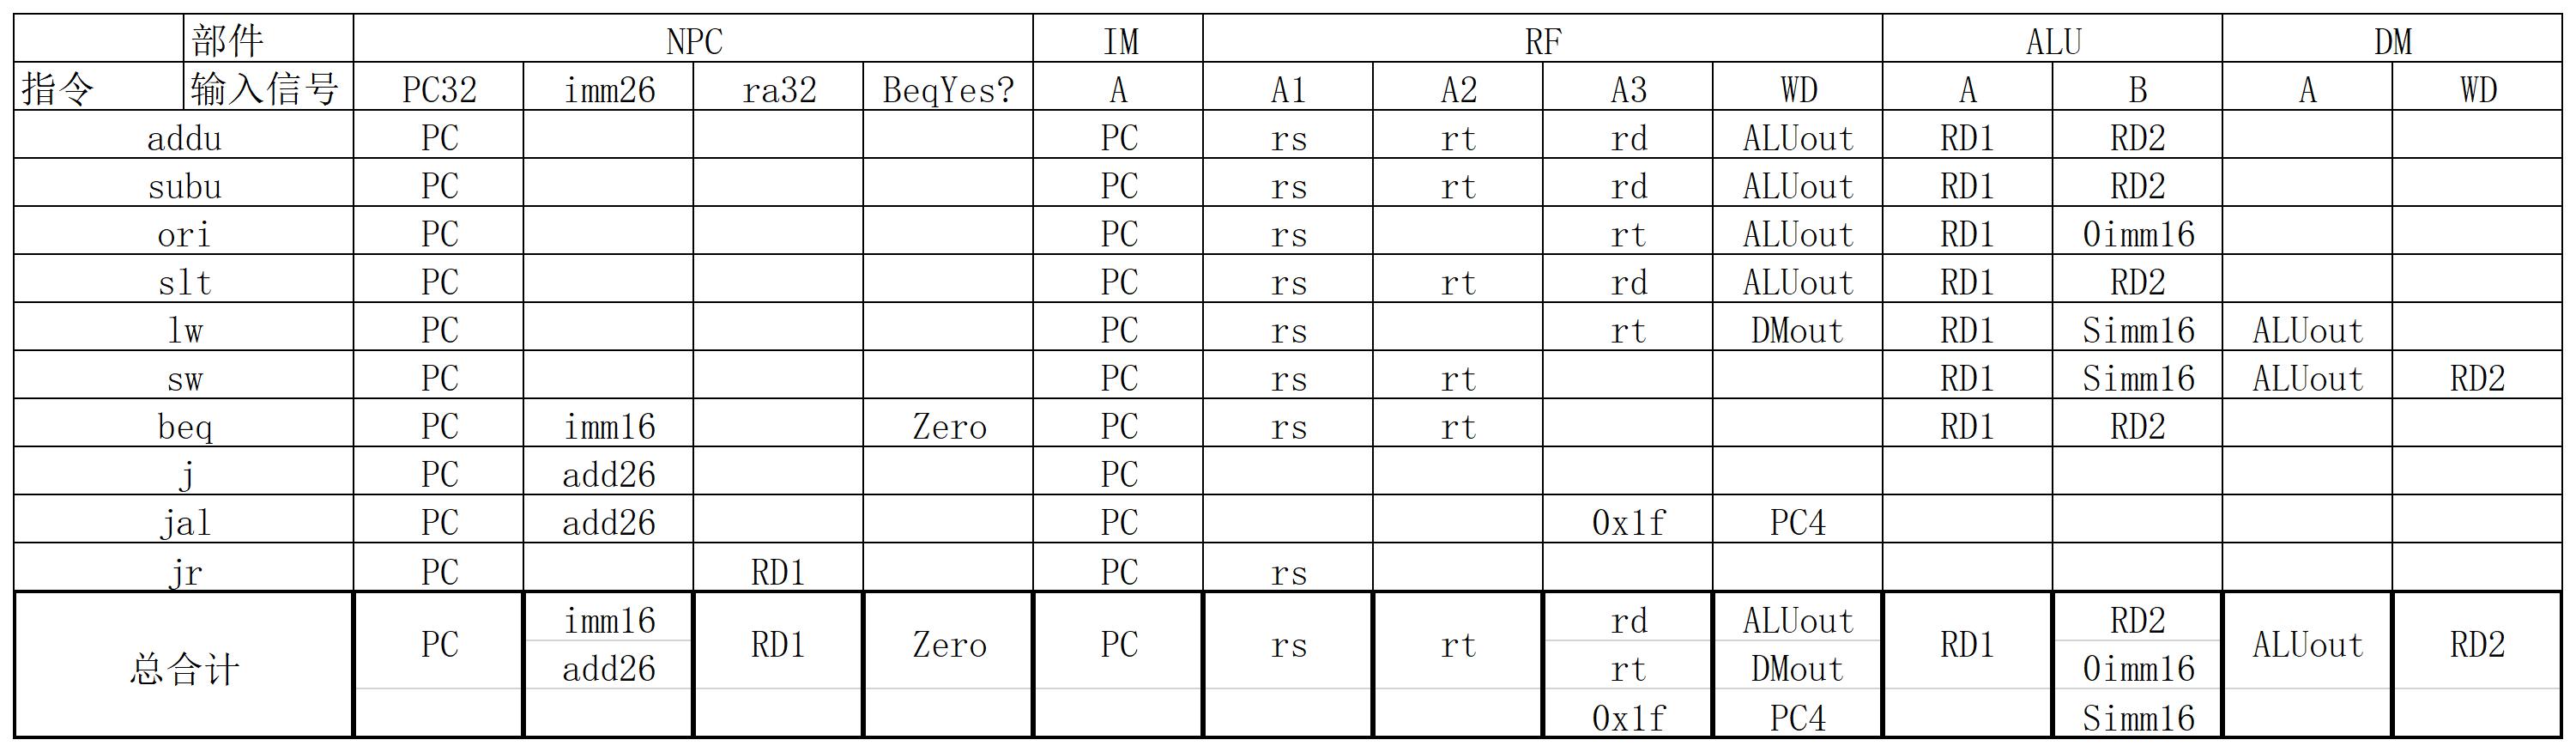 部件 NPC IM RF ALU DM
指令 输入信号 PC32 imm26 ra32 BeqYes? A A1 A2 A3 WD A B A WD
addu PC PC rs rt rd ALUout RD1 RD2
subu PC PC rs rt rd ALUout RD1 RD2
ori PC PC rs rt ALUout RD1 0imm16
slt PC PC rs rt rd ALUout RD1 RD2
lw PC PC rs rt DMout RD1 Simm16 ALUout
sw PC PC rs rt RD1 Simm16 ALUout RD2
beq PC imm16 Zero PC rs rt RD1 RD2
j PC add26 PC
jal PC add26 PC 0x1f PC4
jr PC RD1 PC rs
imm16 rd ALUout RD2
总合计 PC RD1 Zero PC rs rt RD1 ALUout RD2
add26 rt DMout 0imm16
0x1f PC4 Simm16